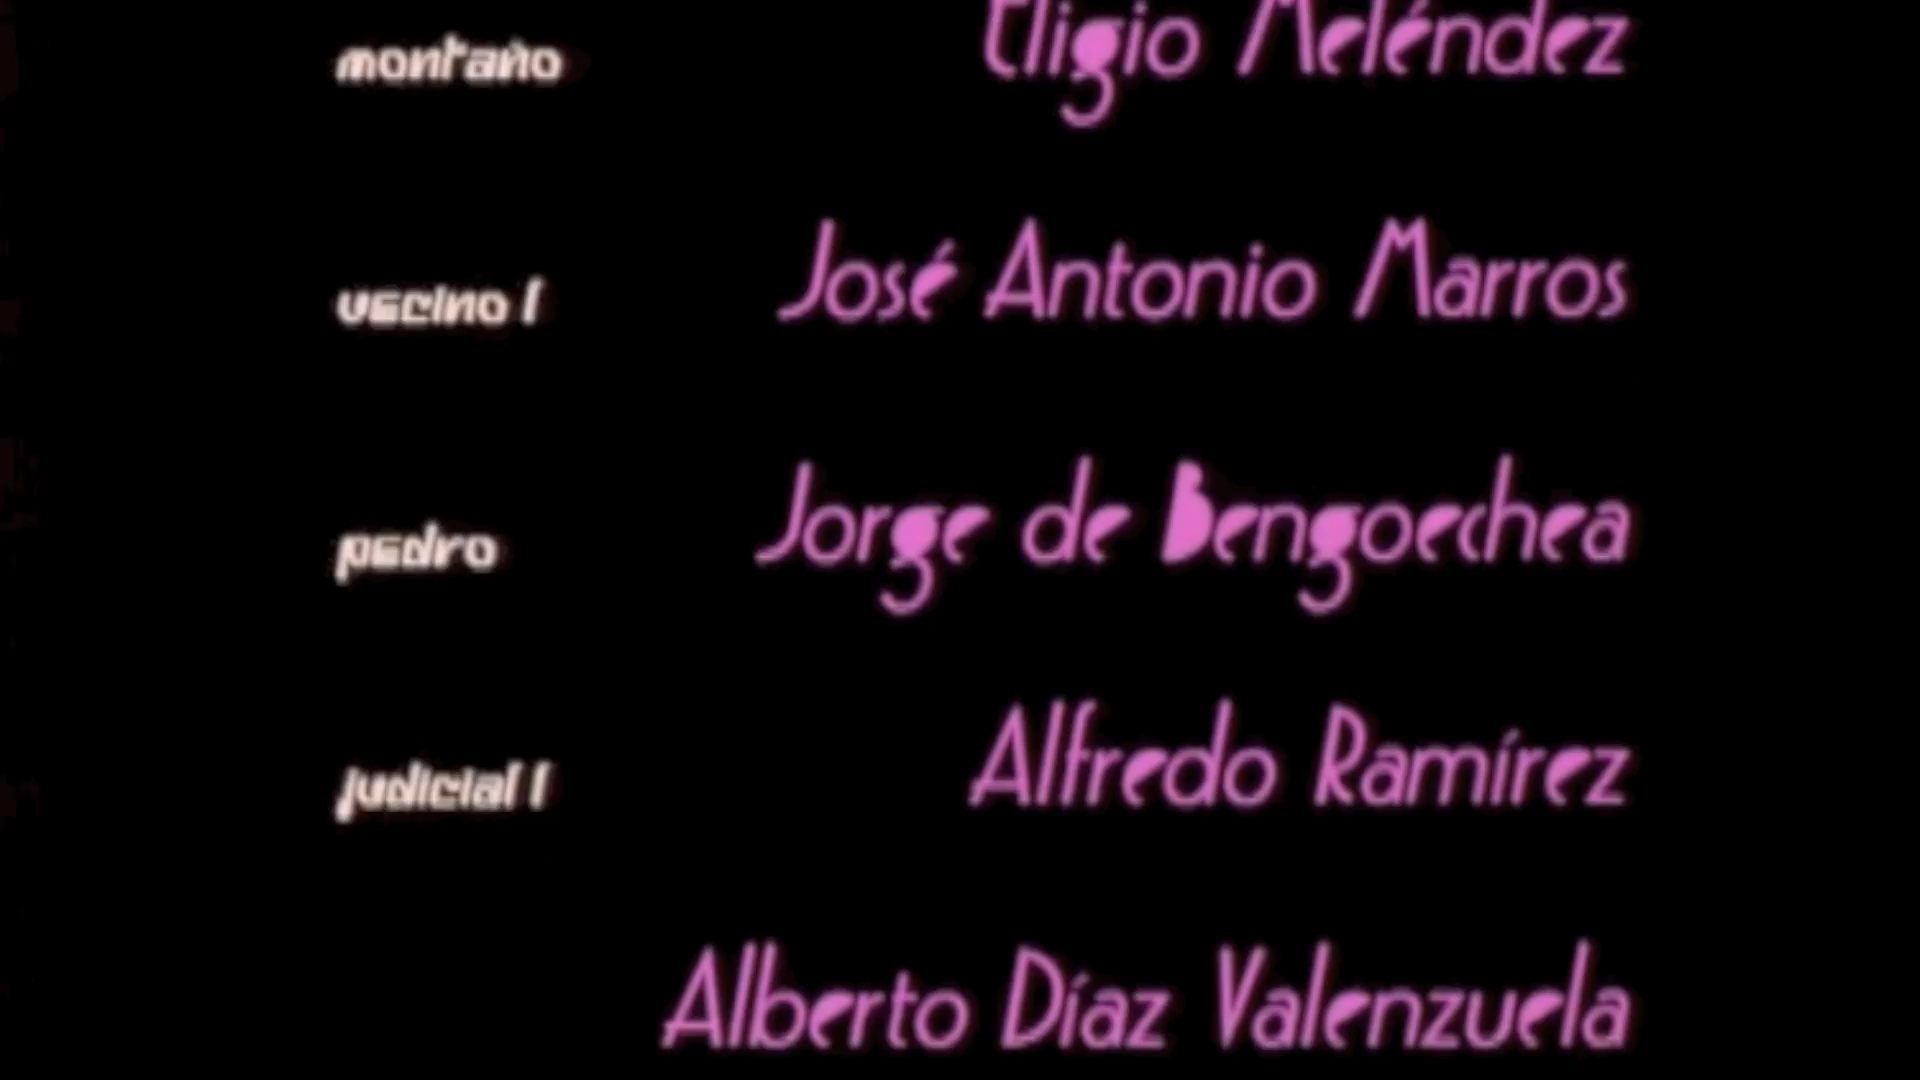 montaño Eligio Meléndez
vecino I José Antonio Marros
pedro Jorge de Bengoechea
judicial I Alfredo Ramírez
Alberto Díaz Valenzuela